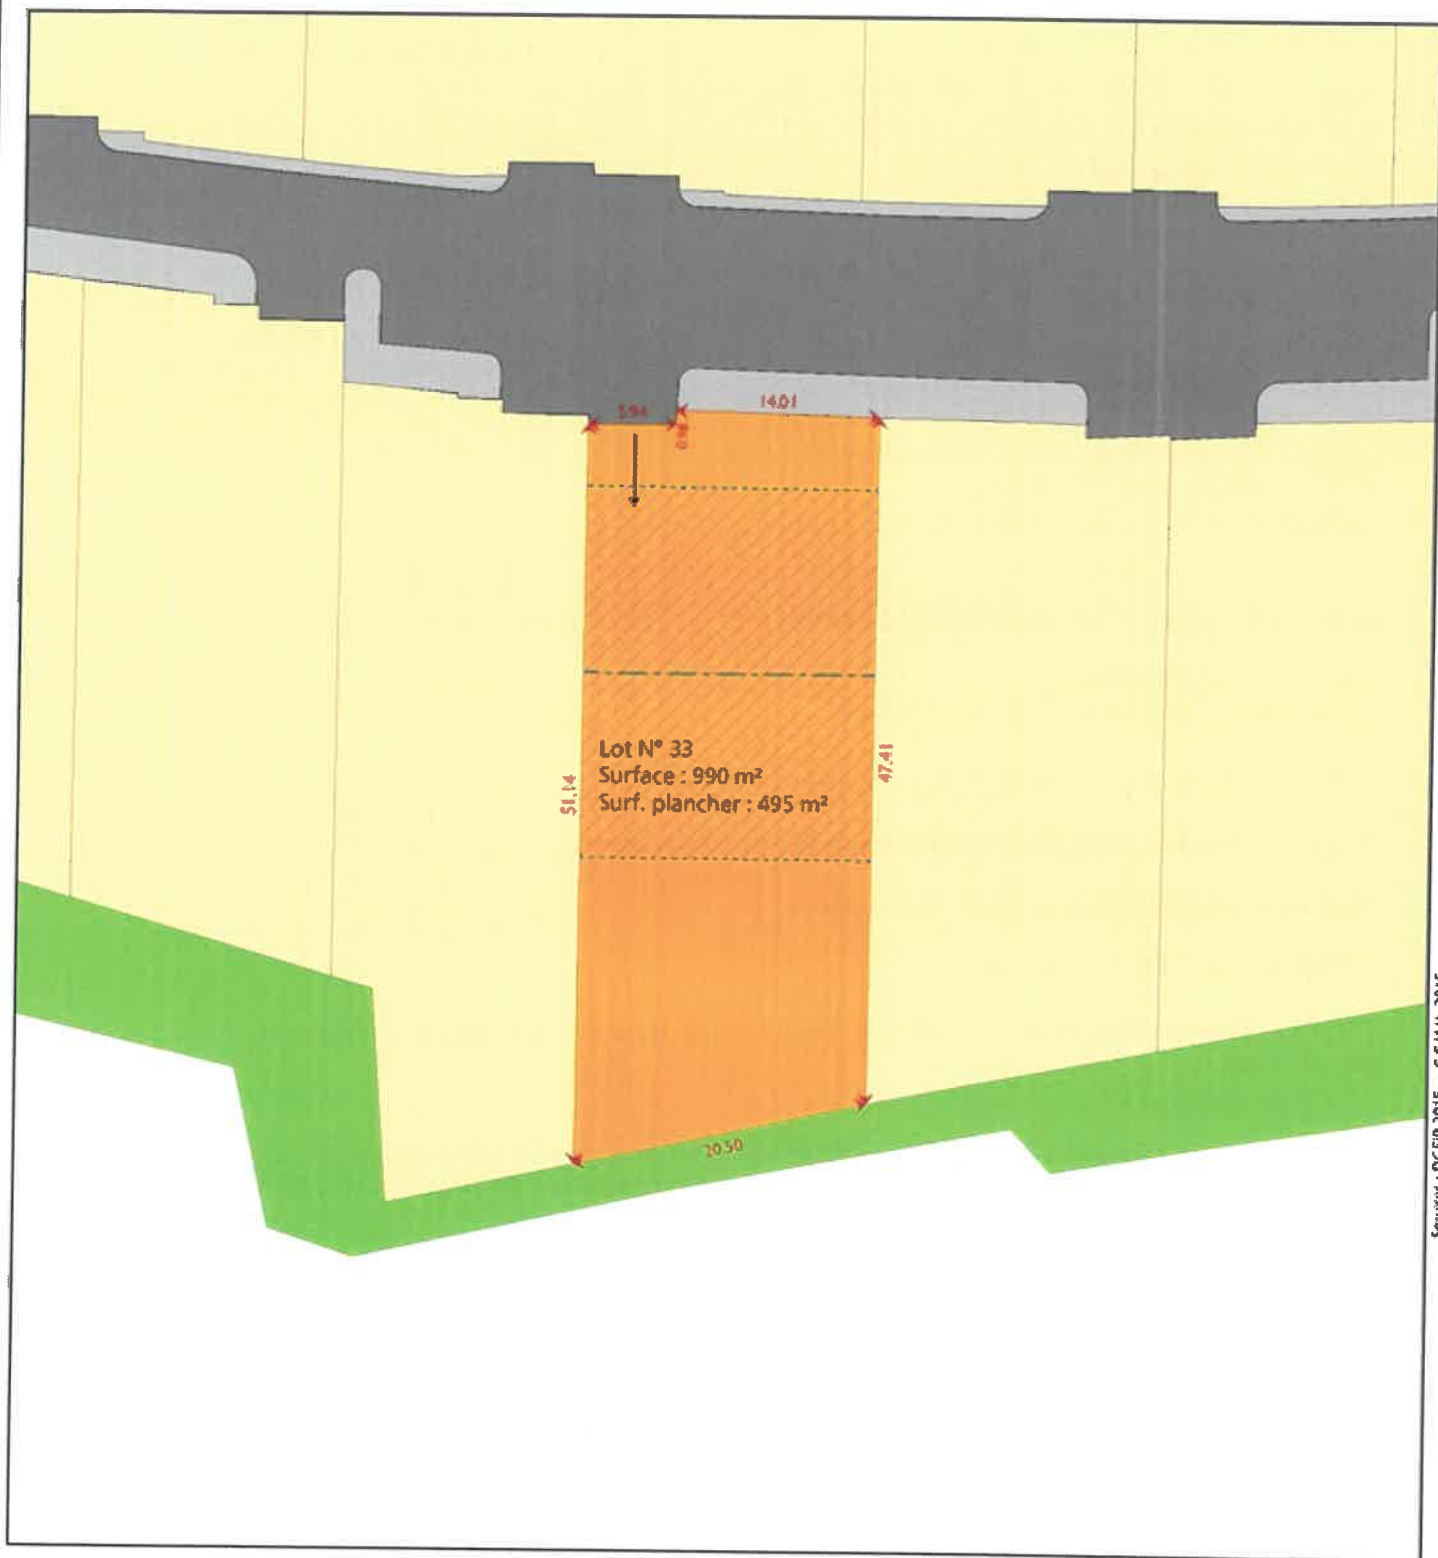 5.94
14.01
0.98
Lot N° 33
Surface : 990 m²
Surf. plancher : 495 m²
51.14
47.41
20.50